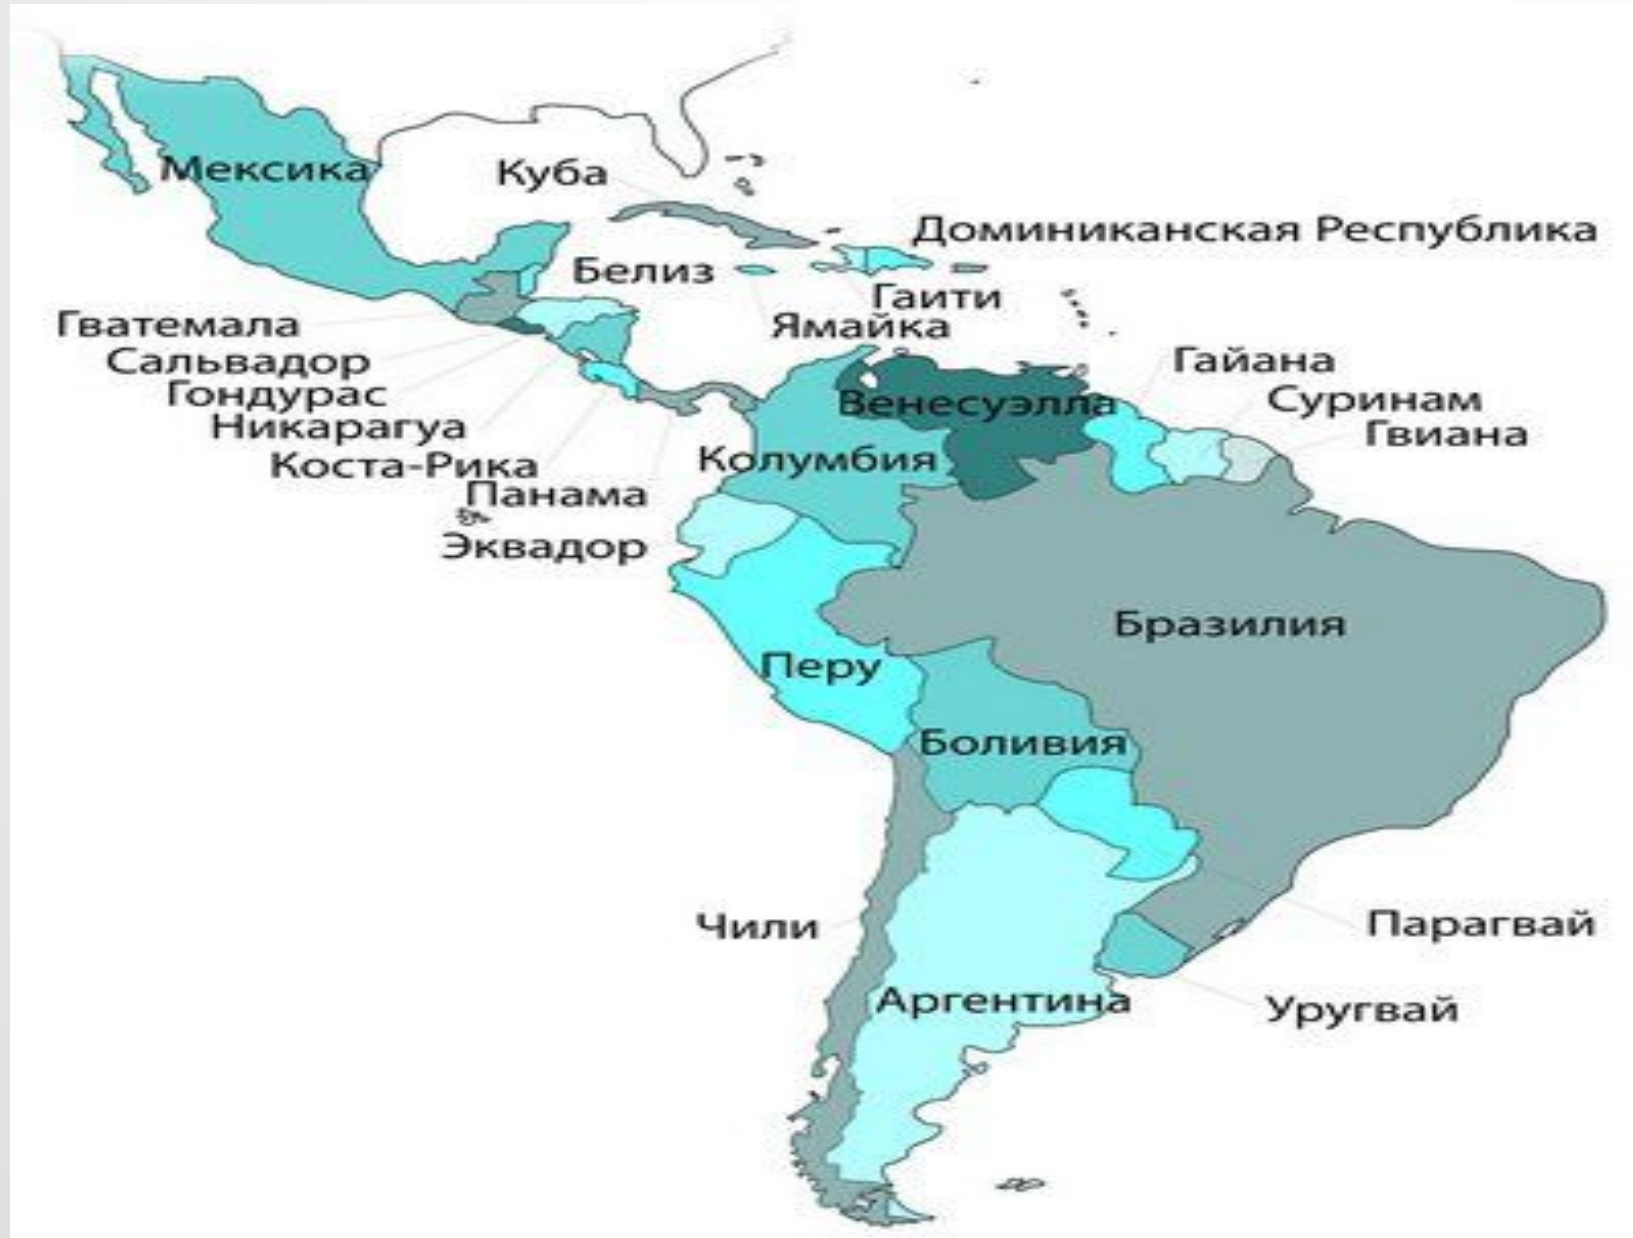 Мексика
Куба
Доминиканская Республика
Белиз
Гаити
Ямайка
Гватемала
Сальвадор
Гондурас
Никарагуа
Коста-Рика
Панама
Эквадор
Гайана
Суринам
Гвиана
Венесуэлла
Колумбия
Бразилия
Перу
Боливия
Чили
Парагвай
Аргентина
Уругвай